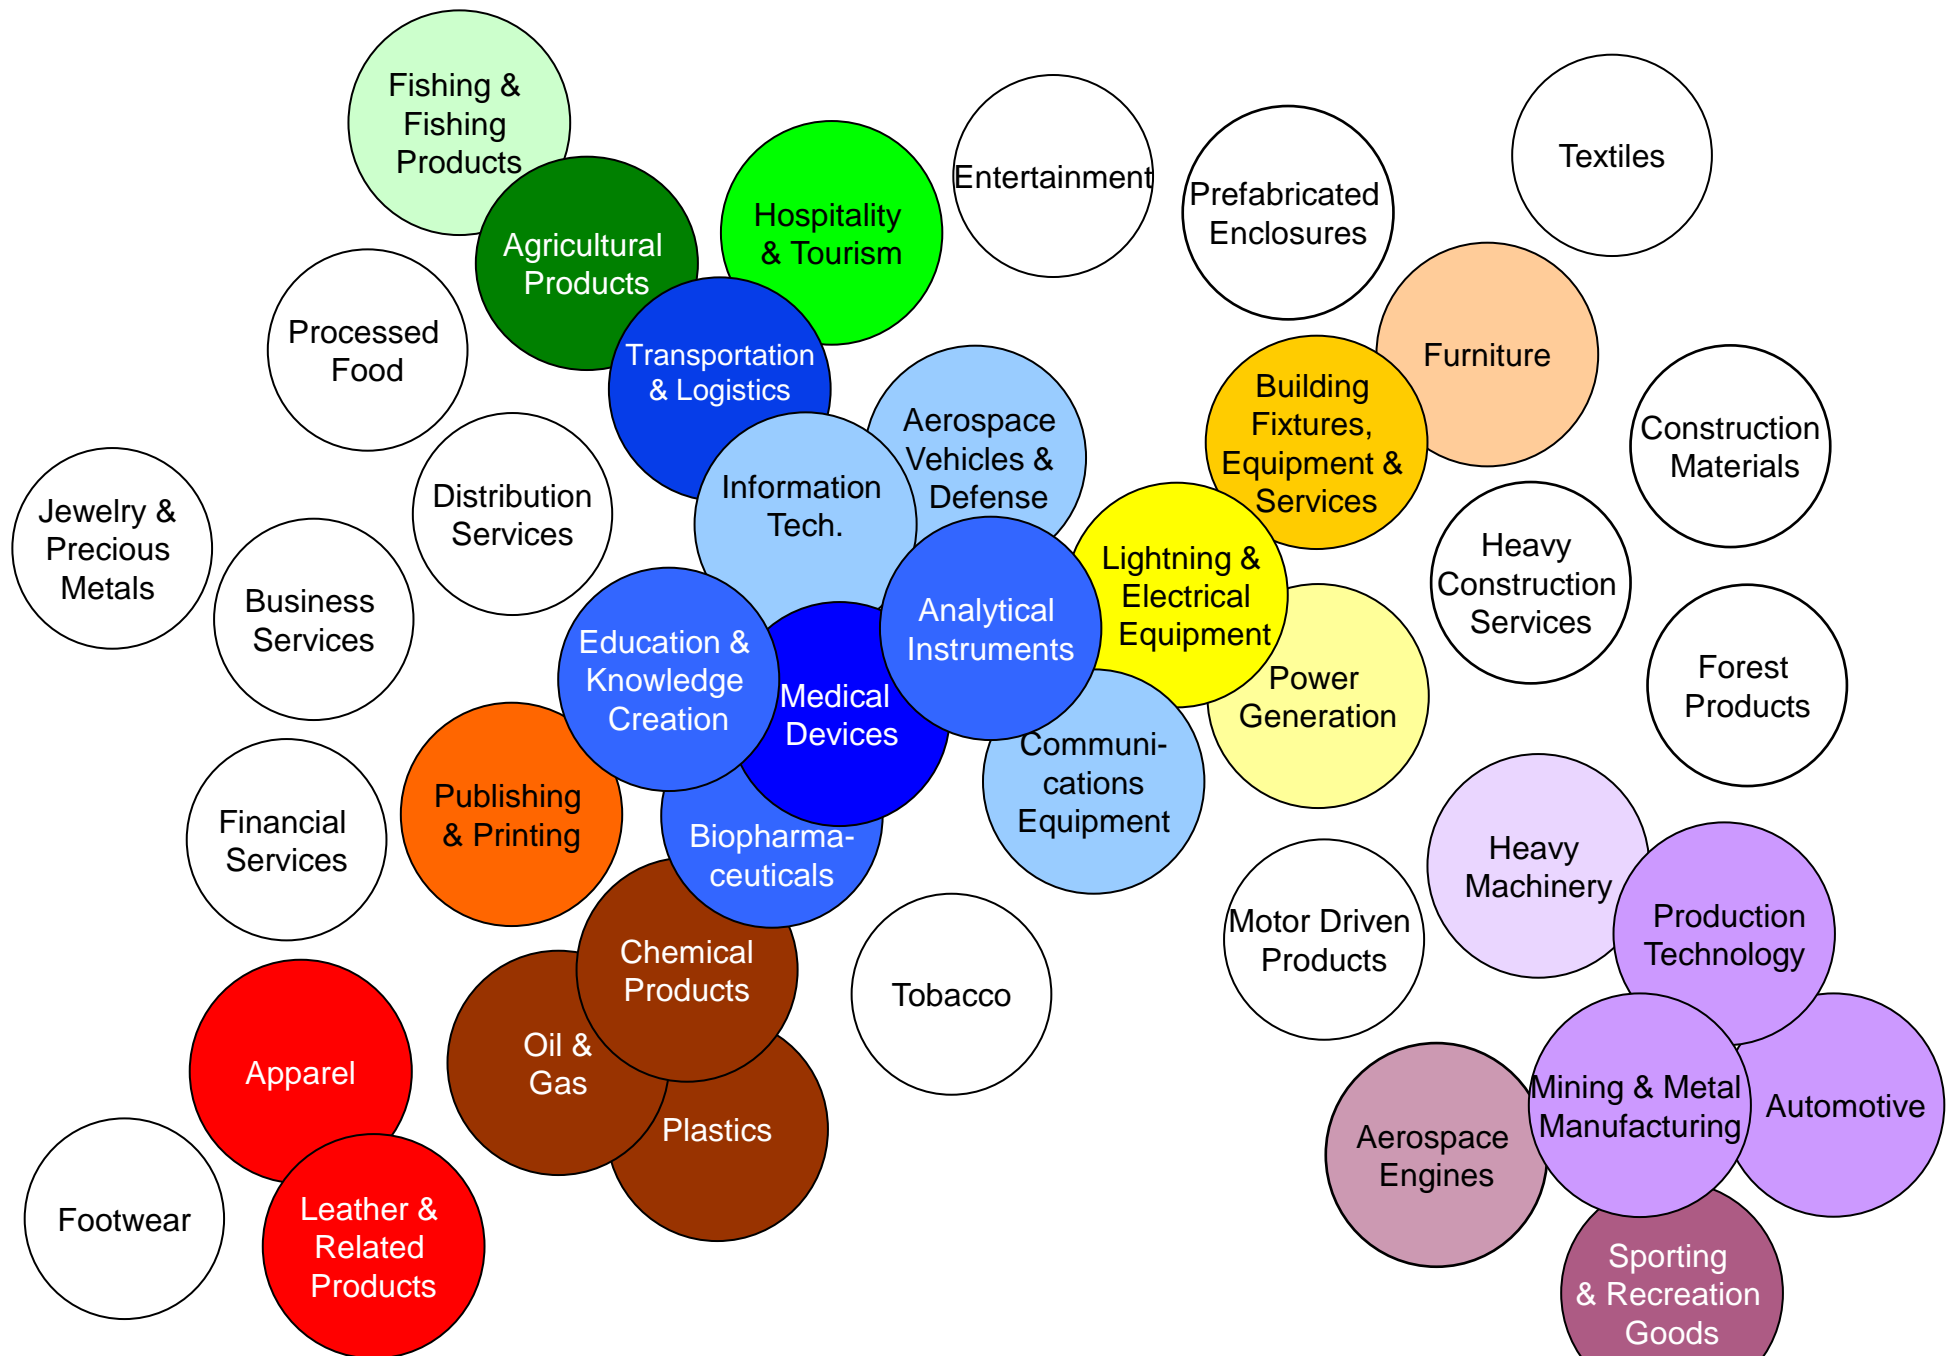 Fishing &
Fishing
Products
Textiles
Entertainment
Prefabricated
Enclosures
Hospitality
& Tourism
Agricultural
Products
Processed
Food
Transportation
& Logistics
Furniture
Building
Fixtures,
Equipment &
Services
Aerospace
Vehicles &
Defense
Construction
Materials
Information
Tech.
Distribution
Services
Jewelry &
Precious
Metals
Heavy
Construction
Services
Lightning &
Electrical
Equipment
Business
Services
Analytical
Instruments
Education &
Knowledge
Creation
Forest
Products
Power
Generation
Medical
Devices
Communi-
cations
Equipment
Publishing
& Printing
Financial
Services
Biopharma-
ceuticals
Heavy
Machinery
Motor Driven
Products
Production
Technology
Chemical
Products
Tobacco
Oil &
Gas
Apparel
Mining & Metal
Manufacturing
Automotive
Plastics
Aerospace
Engines
Footwear
Leather &
Related
Products
Sporting
& Recreation
Goods